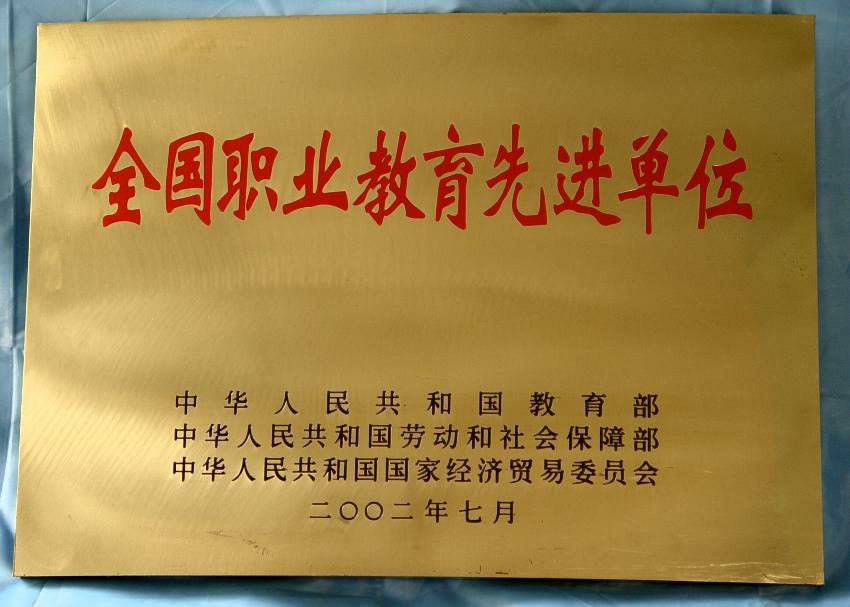 全国职业教育先进单位
中华人民共和国教育部
中华人民共和国劳动和社会保障部
中华人民共和国国家经济贸易委员会
二〇〇二年七月